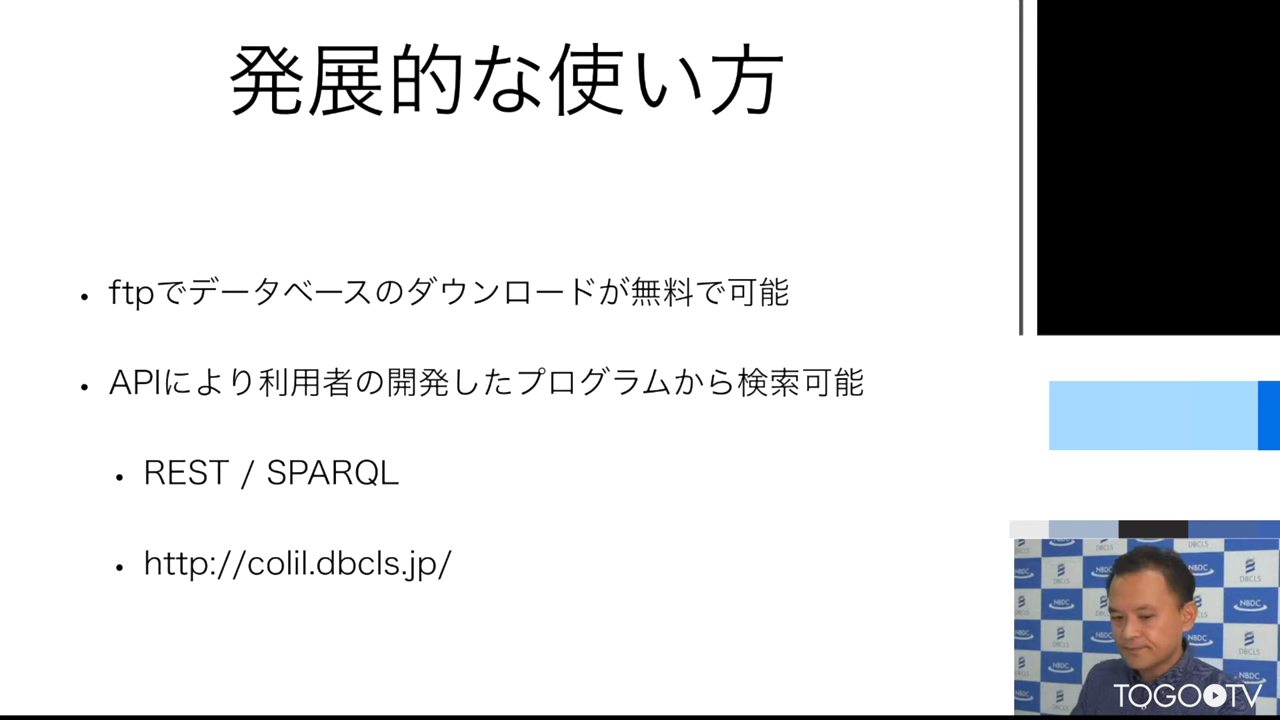 発展的な使い方
• ftpでデータベースのダウンロードが無料で可能
• APIにより利用者の開発したプログラムから検索可能
• REST / SPARQL
• http://colil.dbcls.jp/
NBDC
DBCLS
TOGOTV